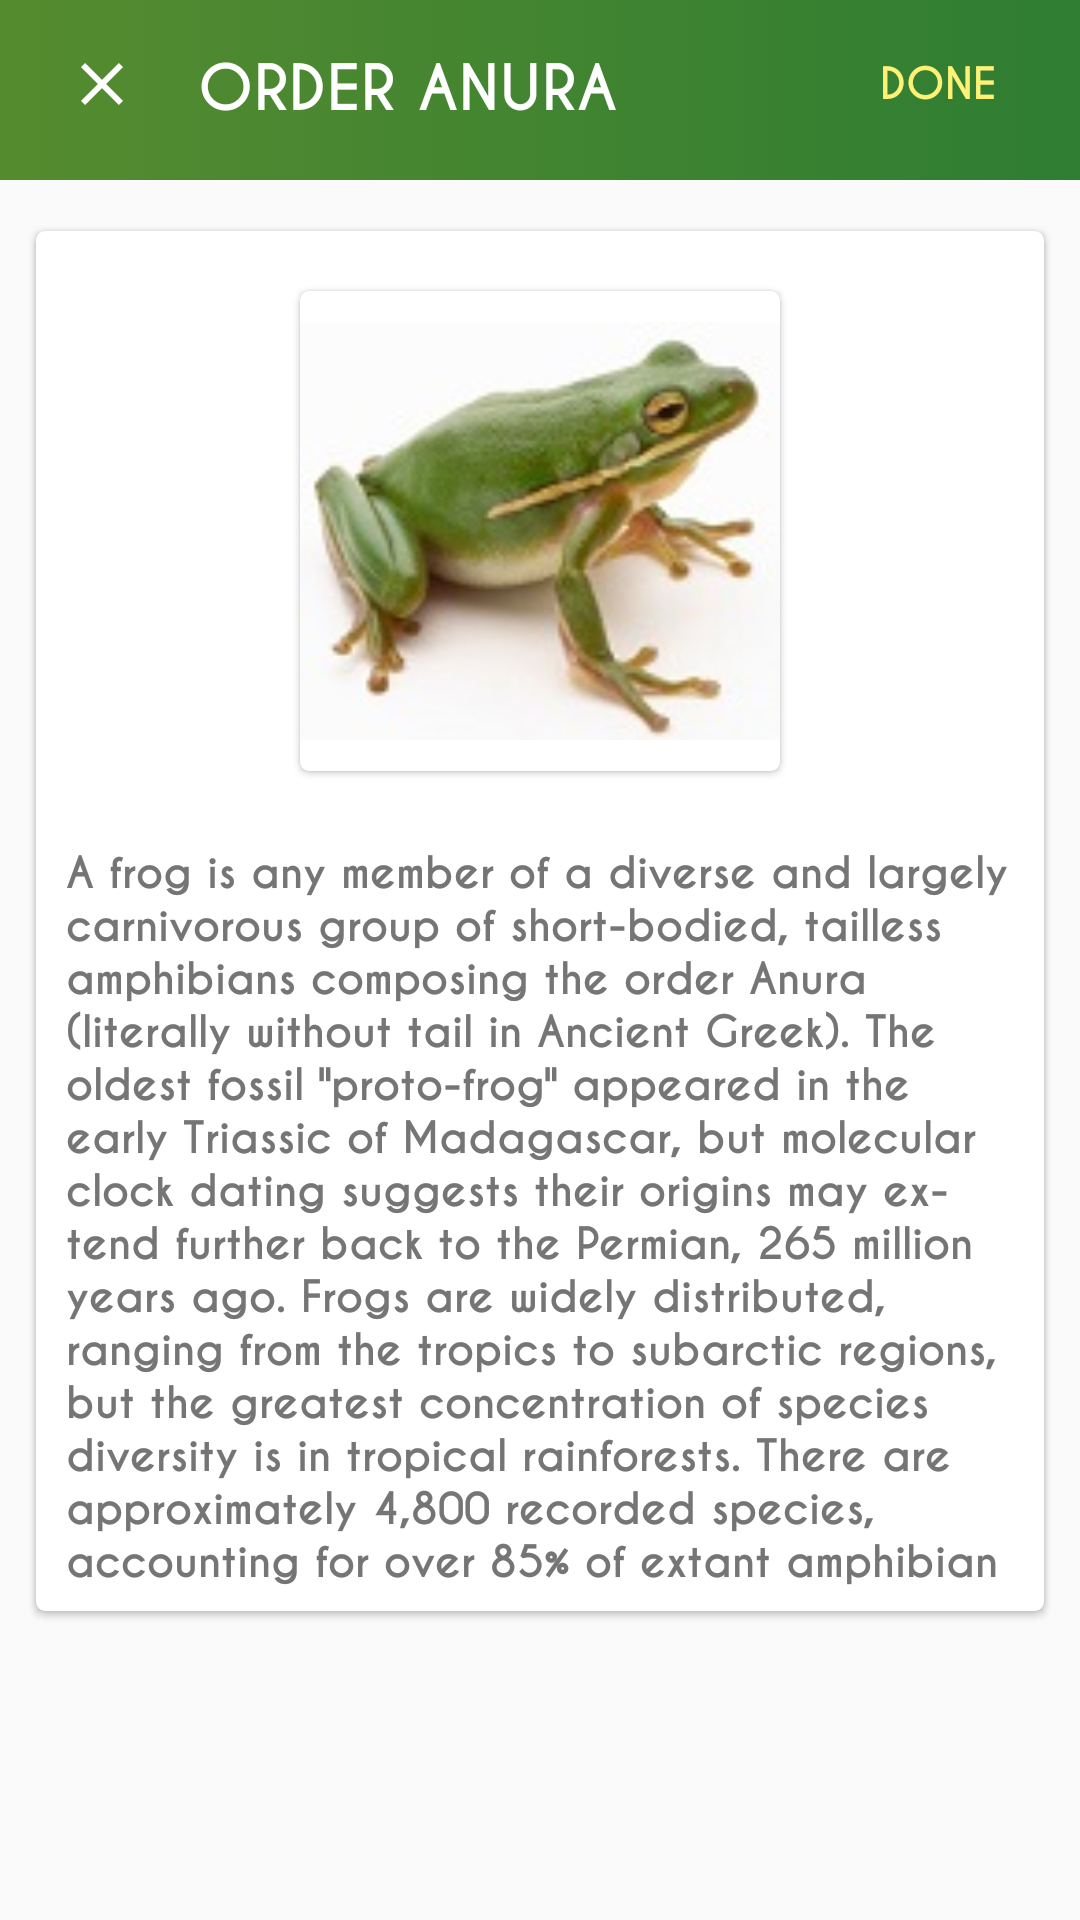 ORDER ANURA
DONE
A frog is any member of a diverse and largely
carnivorous group of short-bodied, tailless
amphibians composing the order Anura
(literally without tail in Ancient Greek). The
oldest fossil "proto-frog" appeared in the
early Triassic of Madagascar, but molecular
clock dating suggests their origins may ex-
tend further back to the Permian, 265 million
years ago. Frogs are widely distributed,
ranging from the tropics to subarctic regions,
but the greatest concentration of species
diversity is in tropical rainforests. There are
approximately 4,800 recorded species,
accounting for over 85% of extant amphibian